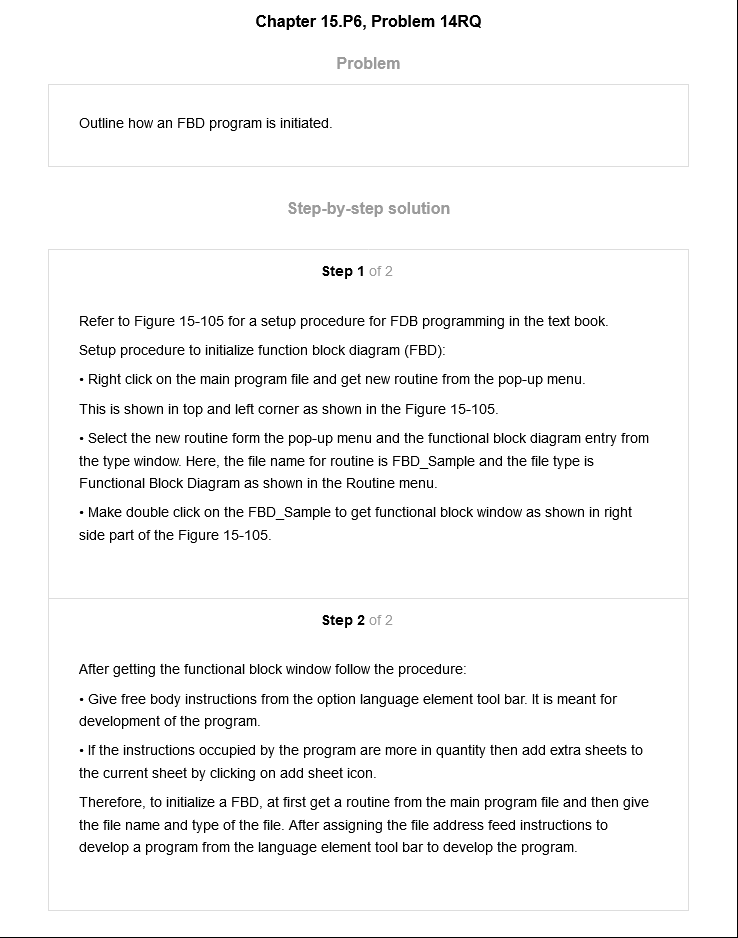 Chapter 15.P6, Problem 14RQ
Problem
Outline how an FBD program is initiated.
Step-by-step solution
Step 1 of 2
Refer to Figure 15-105 for a setup procedure for FDB programming in the text book.
Setup procedure to initialize function block diagram (FBD):
• Right click on the main program file and get new routine from the pop-up menu.
This is shown in top and left corner as shown in the Figure 15-105.
• Select the new routine form the pop-up menu and the functional block diagram entry from
the type window. Here, the file name for routine is FBD_Sample and the file type is
Functional Block Diagram as shown in the Routine menu.
• Make double click on the FBD_Sample to get functional block window as shown in right
side part of the Figure 15-105.
Step 2 of 2
After getting the functional block window follow the procedure:
• Give free body instructions from the option language element tool bar. It is meant for
development of the program.
• If the instructions occupied by the program are more in quantity then add extra sheets to
the current sheet by clicking on add sheet icon.
Therefore, to initialize a FBD, at first get a routine from the main program file and then give
the file name and type of the file. After assigning the file address feed instructions to
develop a program from the language element tool bar to develop the program.